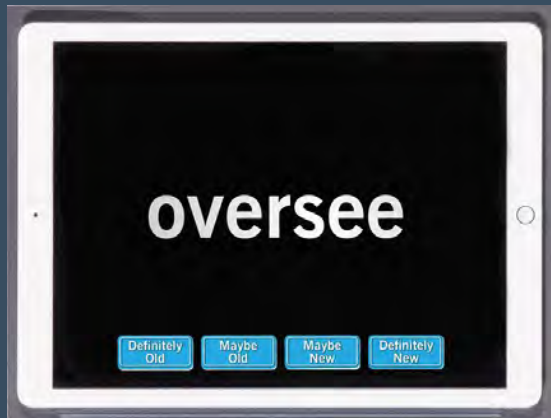 oversee
Definitely
Old
Maybe
Old
Maybe
New
Definitely
New